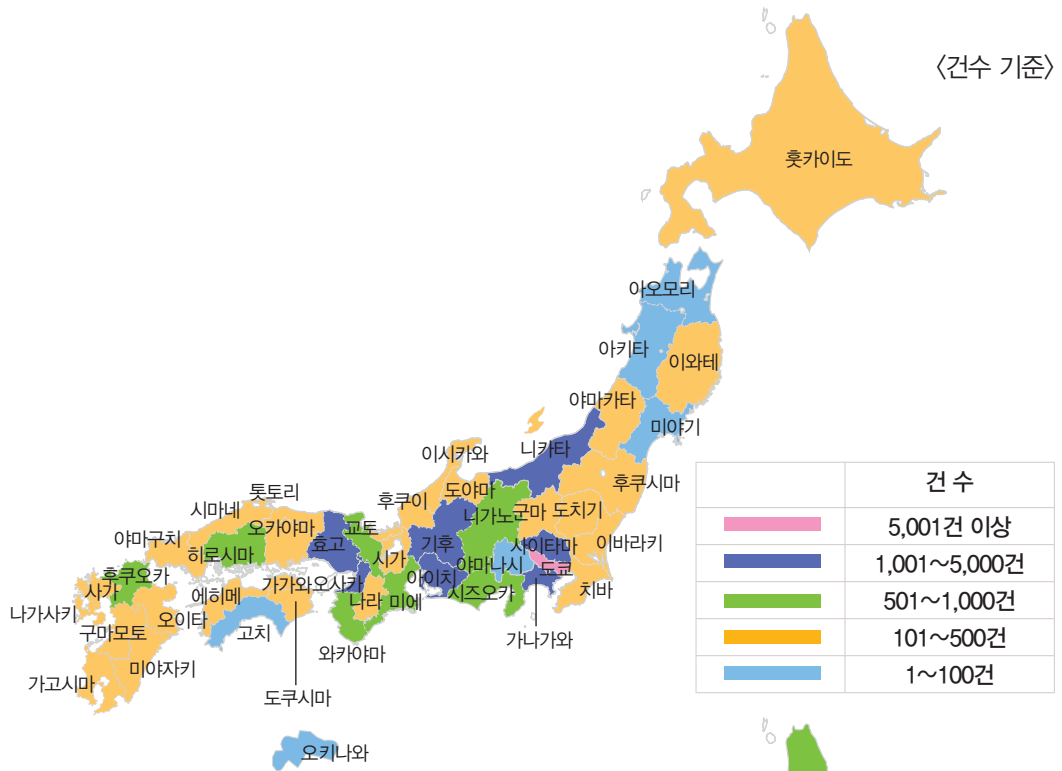 〈건수 기준〉
홋카이도
아오모리
아키타
이와테
야마카타
미야기
이시카와
니카타
후쿠시마
톳토리
후쿠이
도야마
시마네
니가노
군마
도치기
오카야마
교토
야마구치
효고
기후
사이타마
이바라키
히로시마
시가
야마나시
도쿄
후쿠오카
아이치
사가
에히메
가가와
오사카
시즈오카
치바
나라
미에
나가사키
오이타
고치
가나가와
구마모토
와카야마
미야자키
가고시마
도쿠시마
오키나와
건 수
5,001건 이상
1,001～5,000건
501～1,000건
101～500건
1～100건